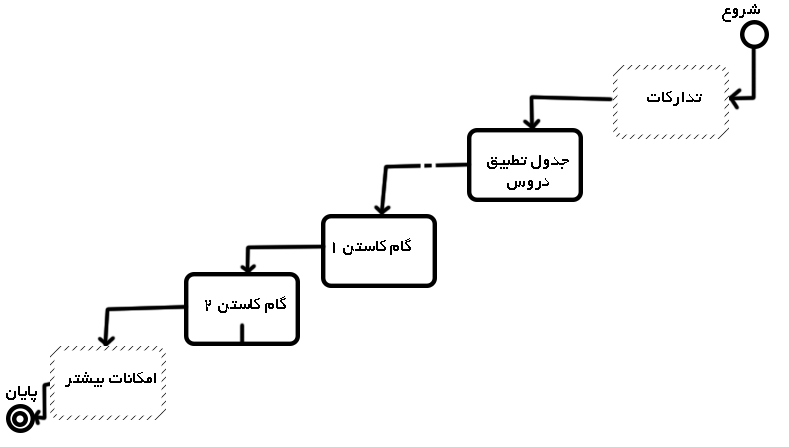 شروع
تدارکات
جدول تطبیق
دروس
گام کاستن ۱
گام کاستن ۲
امکانات بیشتر
پایان